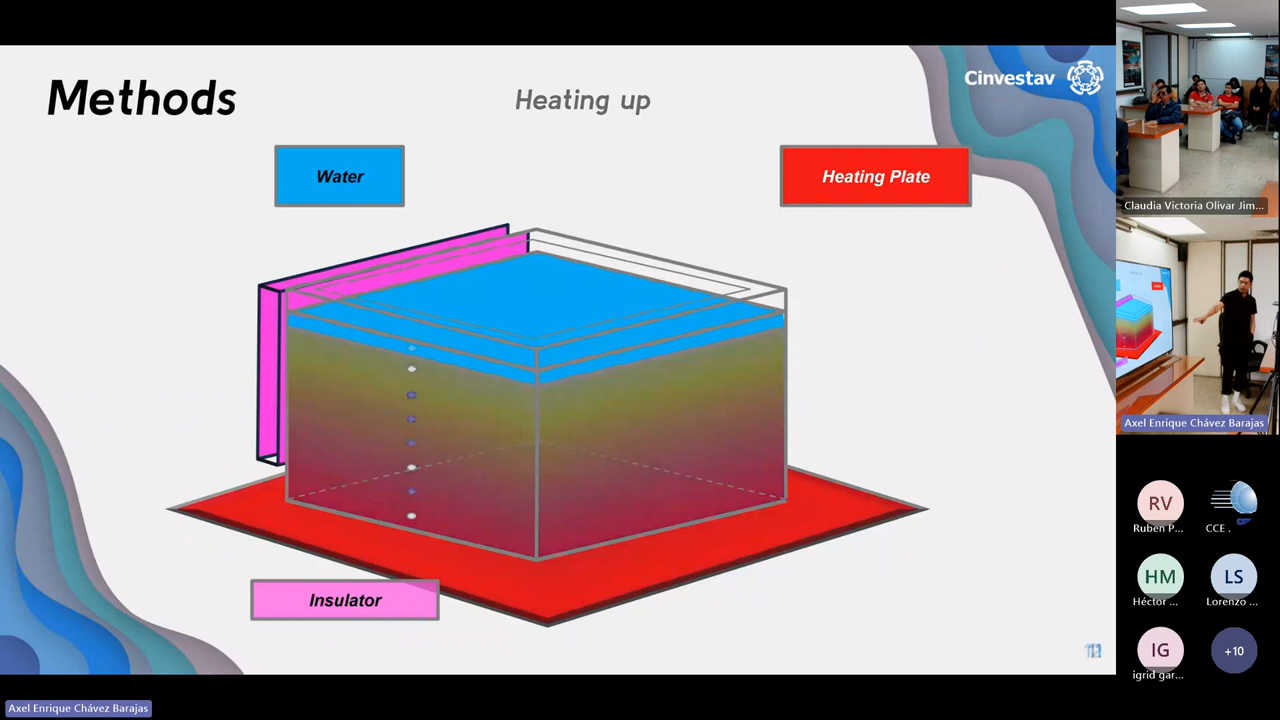 Methods
Heating up
Cinvestav
Water
Heating Plate
Insulator
Claudia Victoria Olivar Jim...
Axel Enrique Chávez Barajas
RV
Ruben P...
CCE .
HM
Héctor ...
LS
Lorenzo ...
IG
igrid gar...
+10
Axel Enrique Chávez Barajas